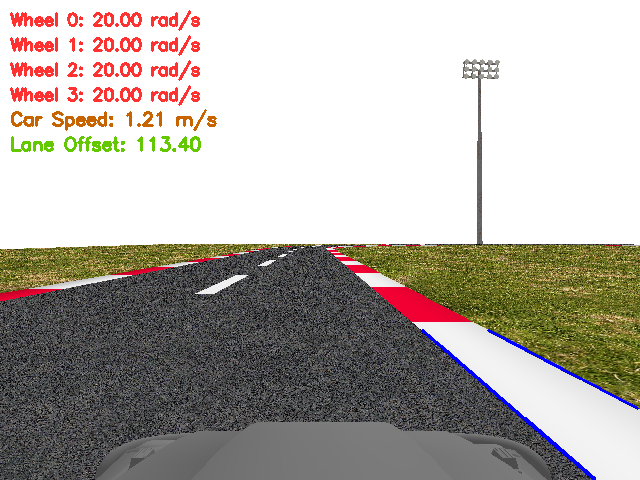 Wheel 0: 20.00 rad/s
Wheel 1: 20.00 rad/s
Wheel 2: 20.00 rad/s
Wheel 3: 20.00 rad/s
Car Speed: 1.21 m/s
Lane Offset: 113.40